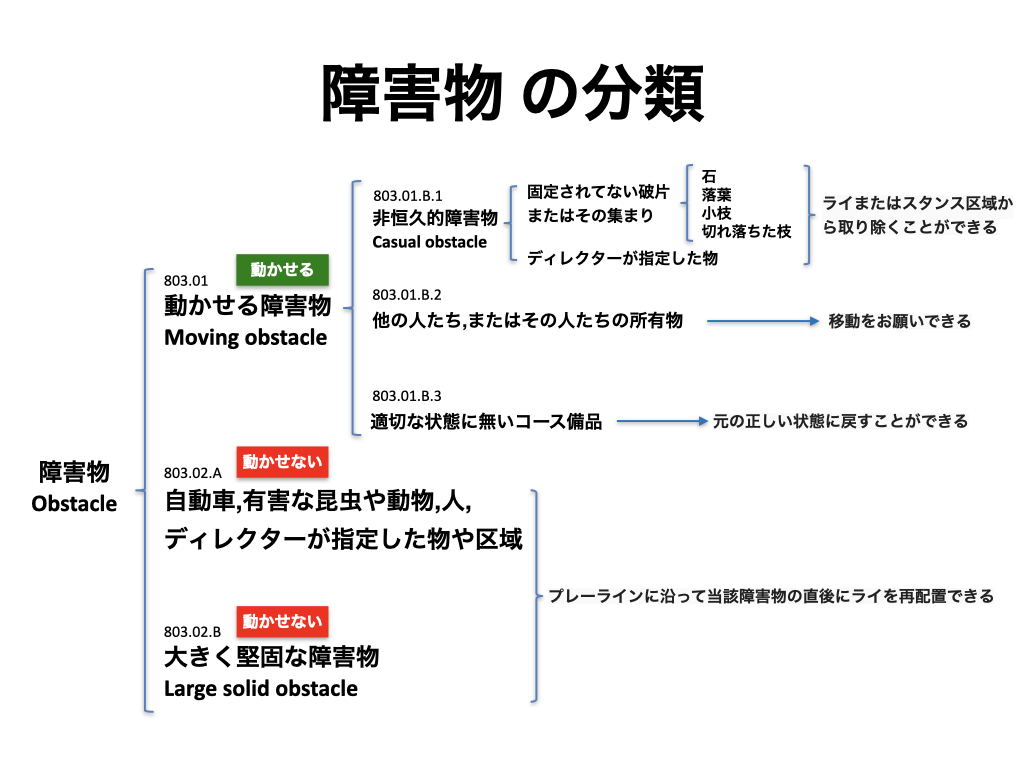 障害物 の分類
障害物
Obstacle
803.01
動かせる
動かせる障害物
Moving obstacle
803.01.B.1
非恒久的障害物
Casual obstacle
固定されてない破片
またはその集まり
石
落葉
小枝
切れ落ちた枝
ディレクターが指定した物
ライまたはスタンス区域か
ら取り除くことができる
803.01.B.2
他の人たち,またはその人たちの所有物
移動をお願いできる
803.01.B.3
適切な状態に無いコース備品
元の正しい状態に戻すことができる
803.02.A
動かせない
自動車,有害な昆虫や動物,人,
ディレクターが指定した物や区域
803.02.B
動かせない
大きく堅固な障害物
Large solid obstacle
プレーラインに沿って当該障害物の直後にライを再配置できる